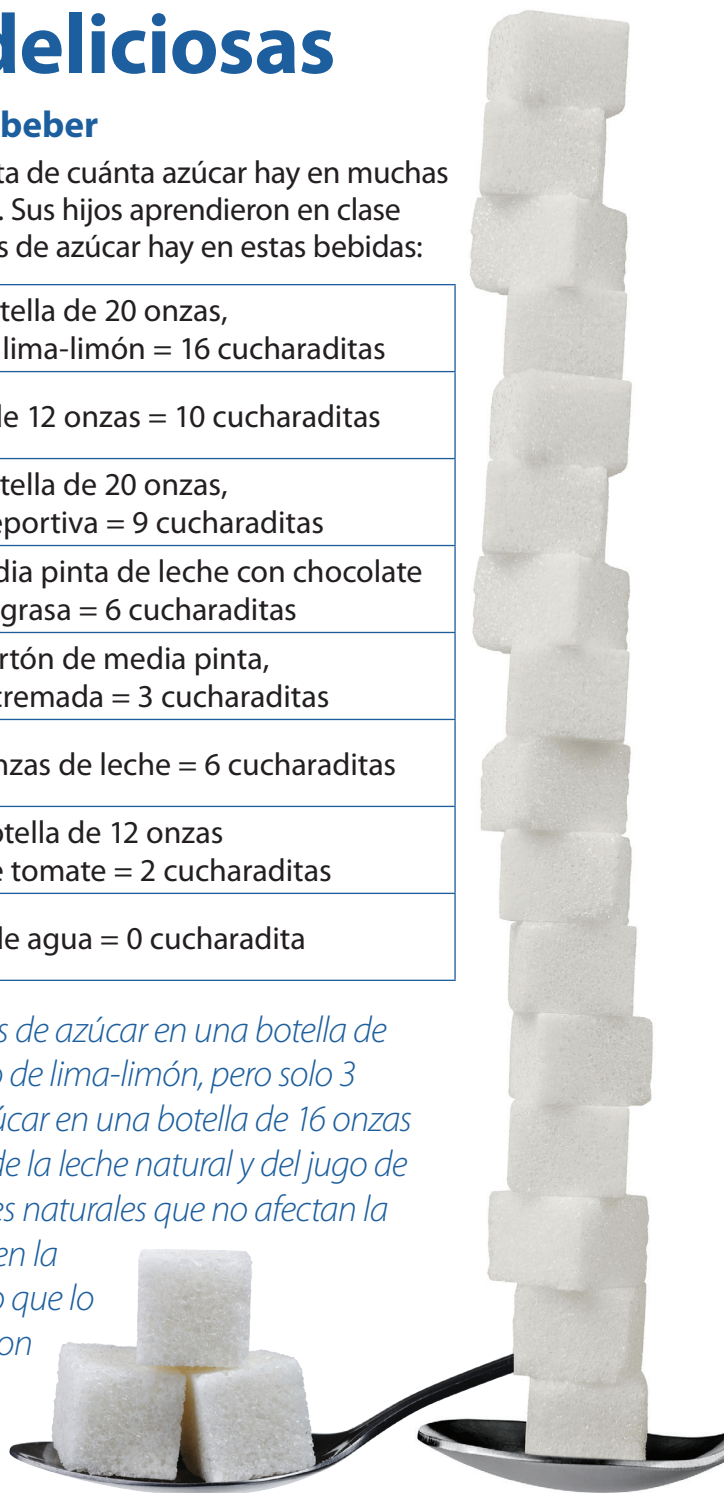 deliciosas
beber
ta de cuánta azúcar hay en muchas
. Sus hijos aprendieron en clase
s de azúcar hay en estas bebidas:
tella de 20 onzas,
lima-limón = 16 cucharaditas
de 12 onzas = 10 cucharaditas
tella de 20 onzas,
eportiva = 9 cucharaditas
dia pinta de leche con chocolate
grasa = 6 cucharaditas
rtón de media pinta,
cremada = 3 cucharaditas
nzas de leche = 6 cucharaditas
otella de 12 onzas
e tomate = 2 cucharaditas
de agua = 0 cucharadita
s de azúcar en una botella de
o de lima-limón, pero solo 3
úcar en una botella de 16 onzas
de la leche natural y del jugo de
es naturales que no afectan la
en la
o que lo
on